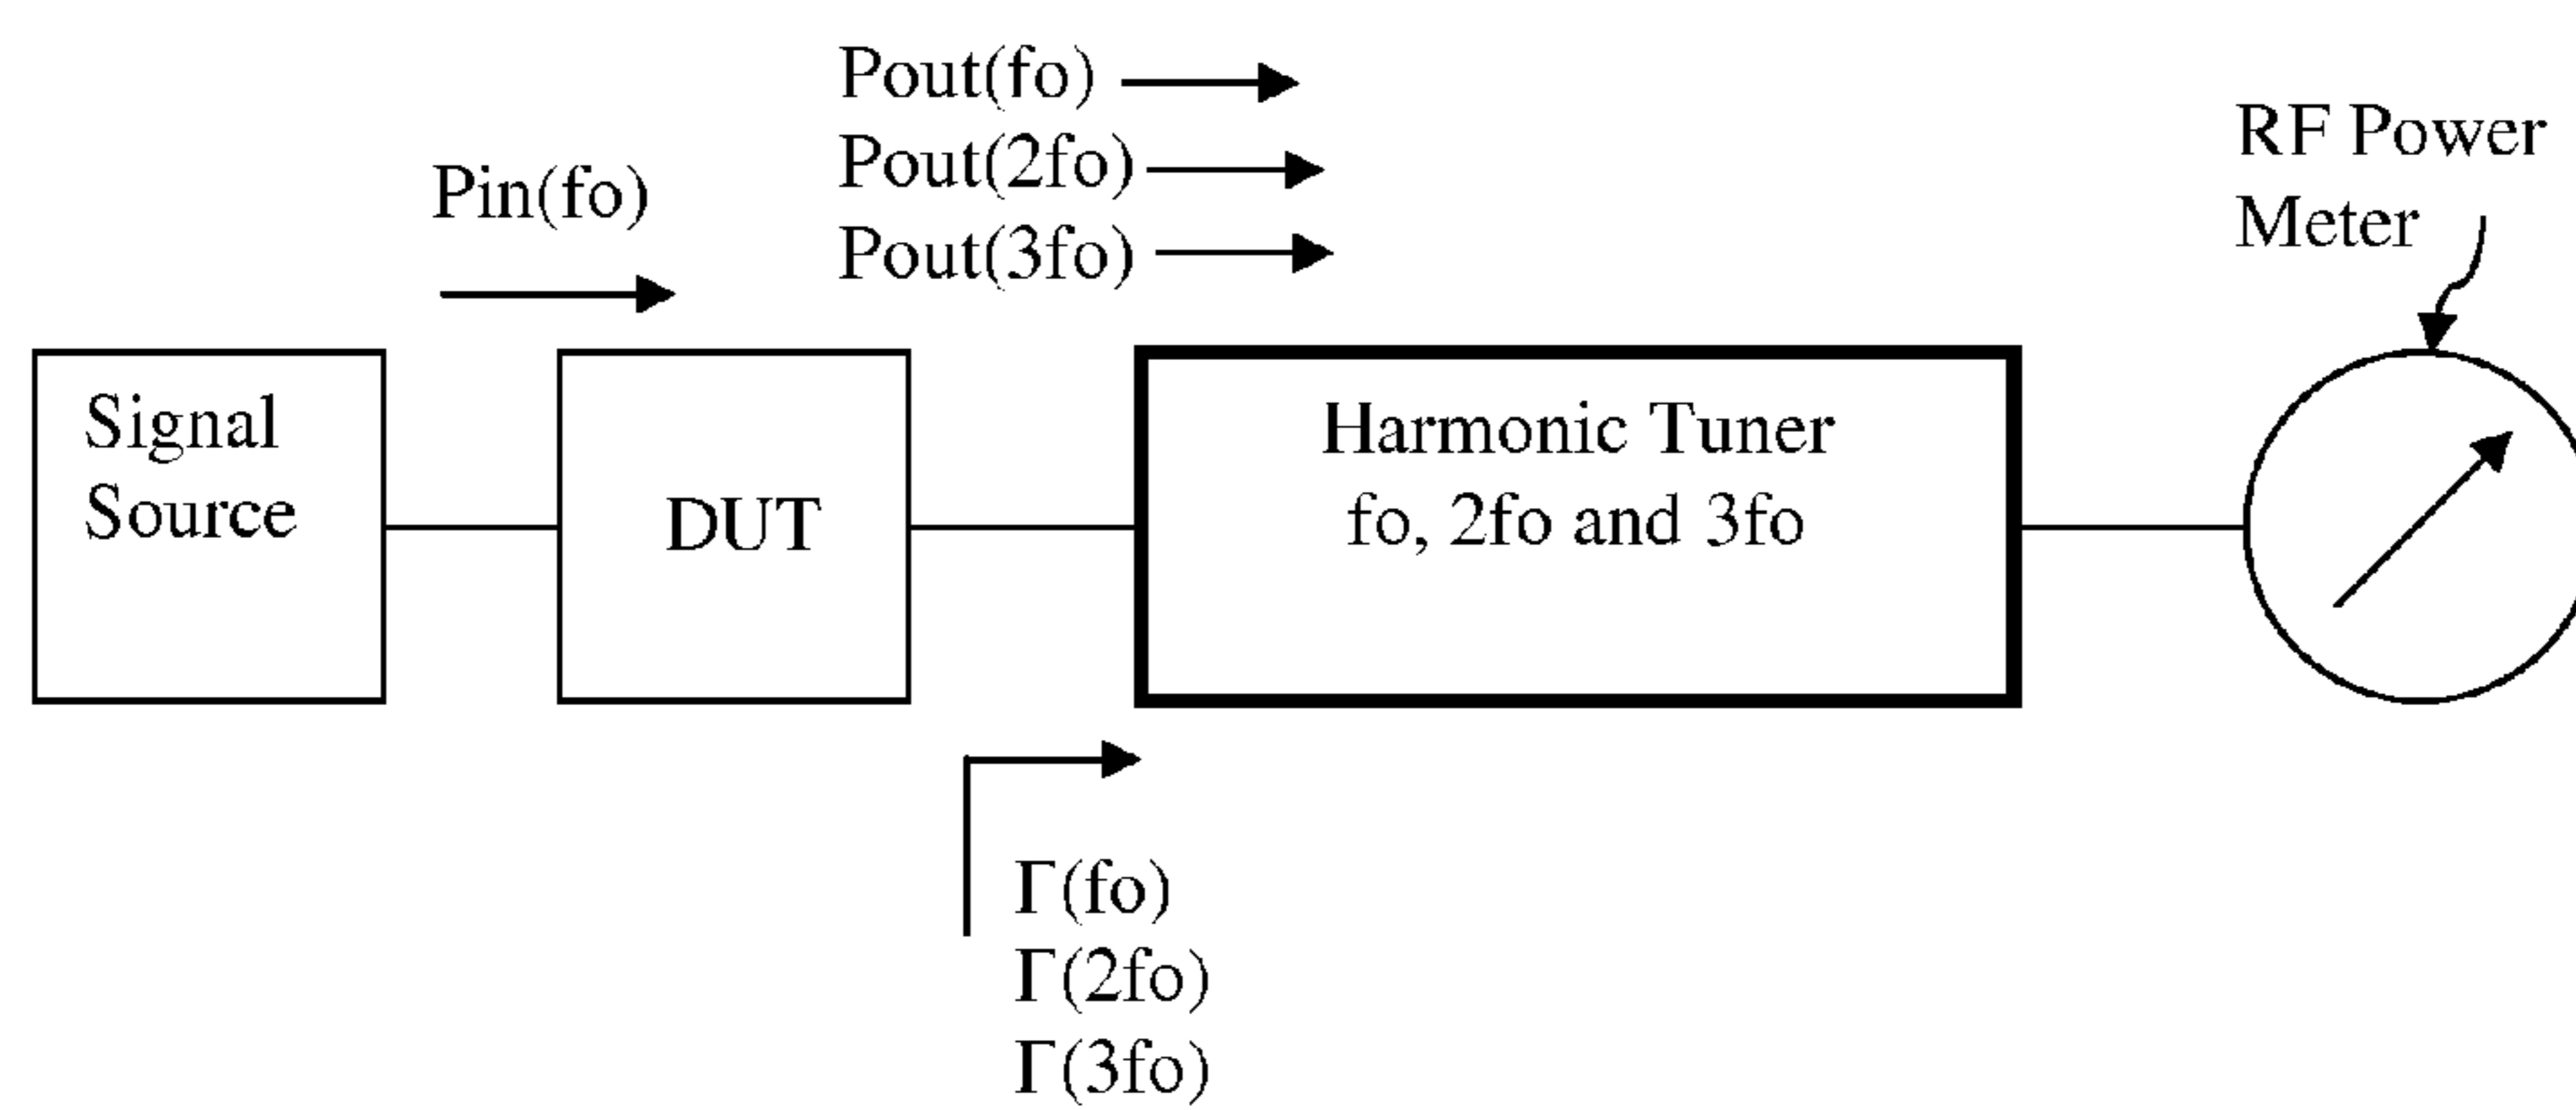 Pout(fo)
Pout(2fo)
Pout(3fo)
Pin(fo)
RF Power
Meter
Signal
Source
DUT
Harmonic Tuner
fo, 2fo and 3fo
Γ(fo)
Γ(2fo)
Γ(3fo)